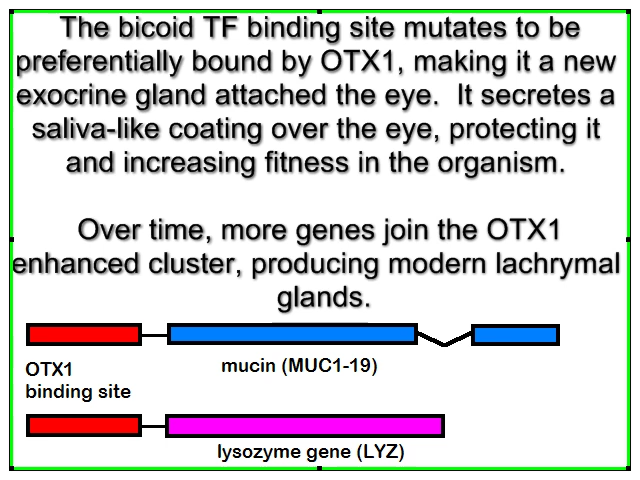 The bicoid TF binding site mutates to be
preferentially bound by OTX1, making it a new
exocrine gland attached the eye.  It secretes a
saliva-like coating over the eye, protecting it
and increasing fitness in the organism.
Over time, more genes join the OTX1
enhanced cluster, producing modern lachrymal
glands.
OTX1
binding site
mucin (MUC1-19)
lysozyme gene (LYZ)